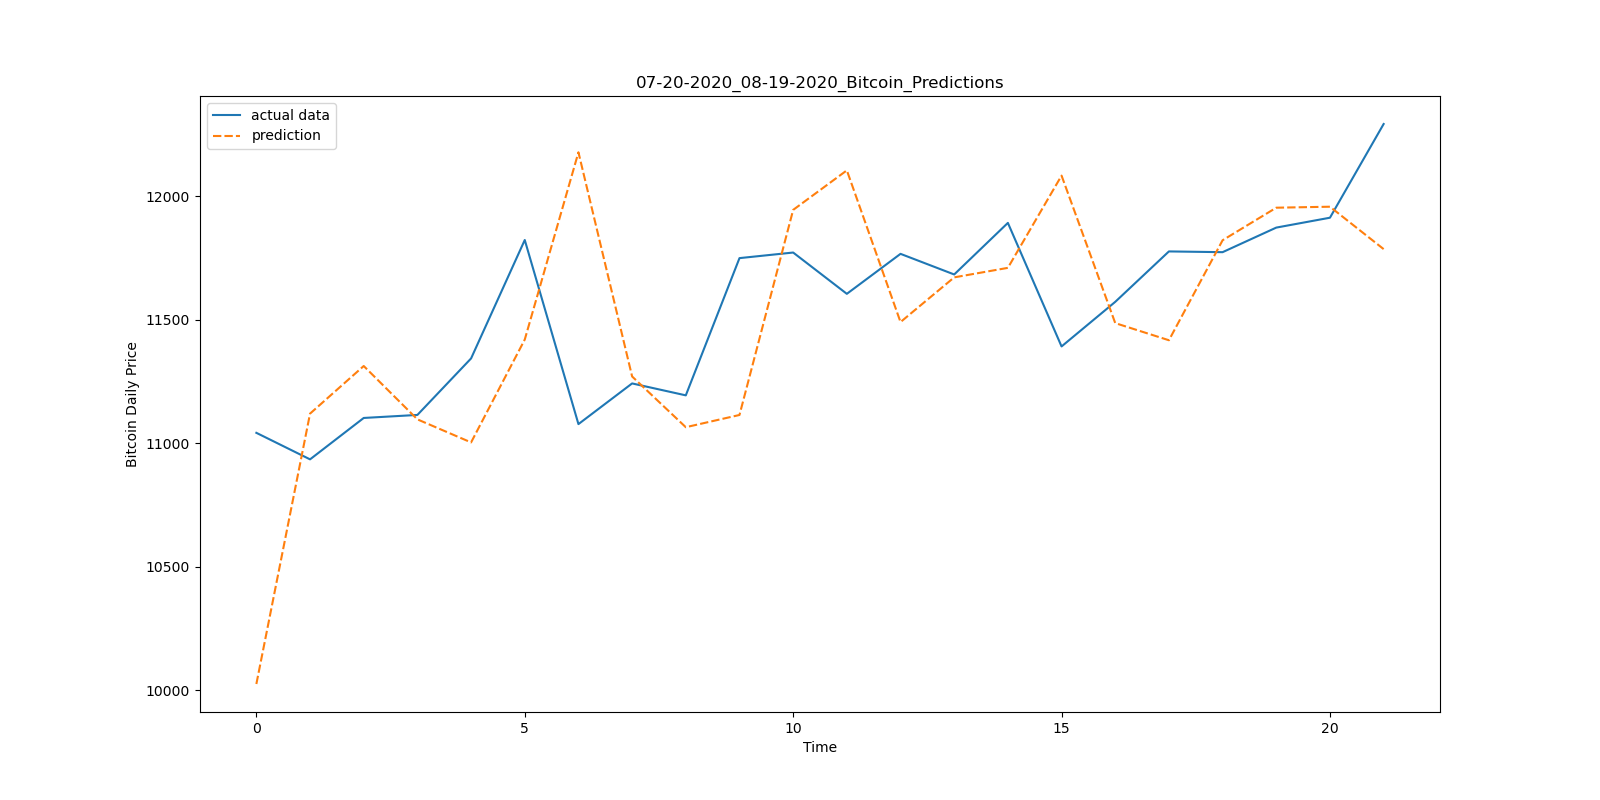 07-20-2020_08-19-2020_Bitcoin_Predictions
actual data
prediction
12000
11500
11000
10500
10000
Bitcoin Daily Price
0 5 10 15 20
Time